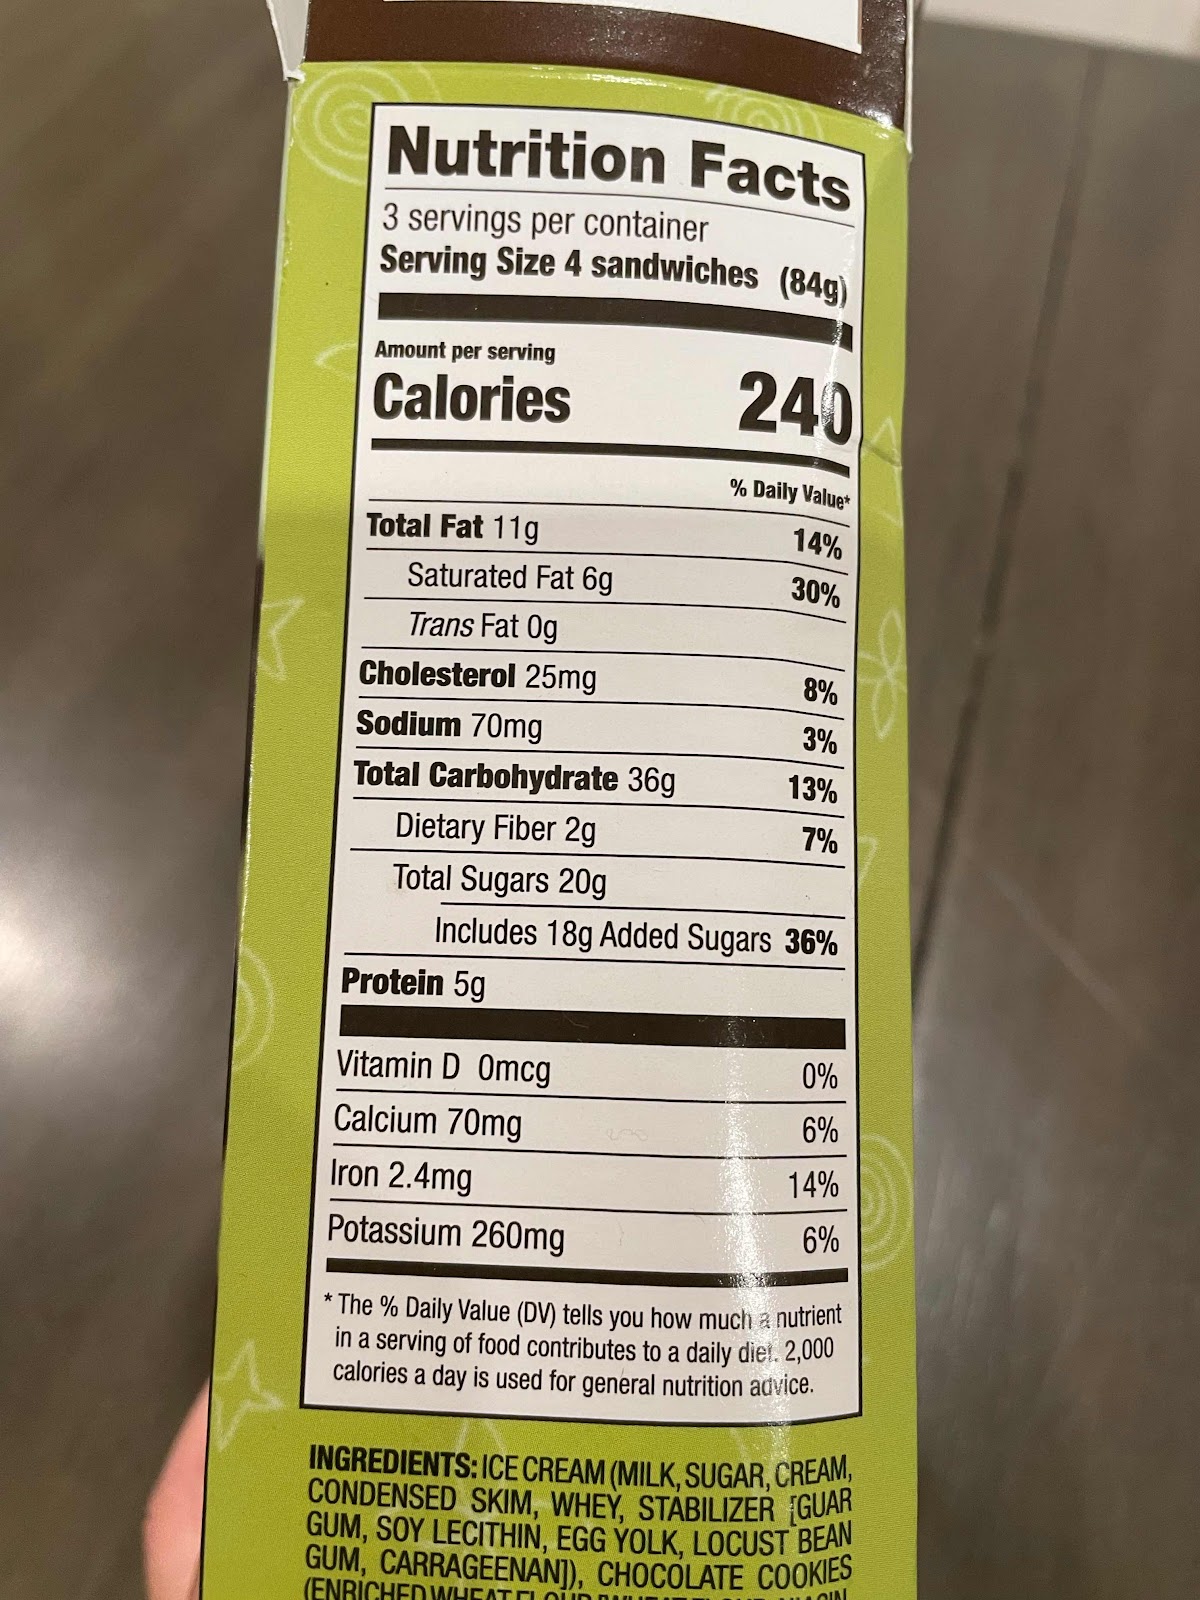 Nutrition Facts
3 servings per container
Serving Size 4 sandwiches (84g)
Amount per serving
Calories 240
% Daily Value*
Total Fat 11g 14%
Saturated Fat 6g 30%
Trans Fat 0g
Cholesterol 25mg 8%
Sodium 70mg 3%
Total Carbohydrate 36g 13%
Dietary Fiber 2g 7%
Total Sugars 20g
Includes 18g Added Sugars 36%
Protein 5g
Vitamin D 0mcg 0%
Calcium 70mg 6%
Iron 2.4mg 14%
Potassium 260mg 6%
* The % Daily Value (DV) tells you how much a nutrient
in a serving of food contributes to a daily diet. 2,000
calories a day is used for general nutrition advice.
INGREDIENTS: ICE CREAM (MILK, SUGAR, CREAM,
CONDENSED SKIM, WHEY, STABILIZER [GUAR
GUM, SOY LECITHIN, EGG YOLK, LOCUST BEAN
GUM, CARRAGEENAN]), CHOCOLATE COOKIES
(ENRICHED WHEAT FLOUR [WHEAT FLOUR, NIACIN